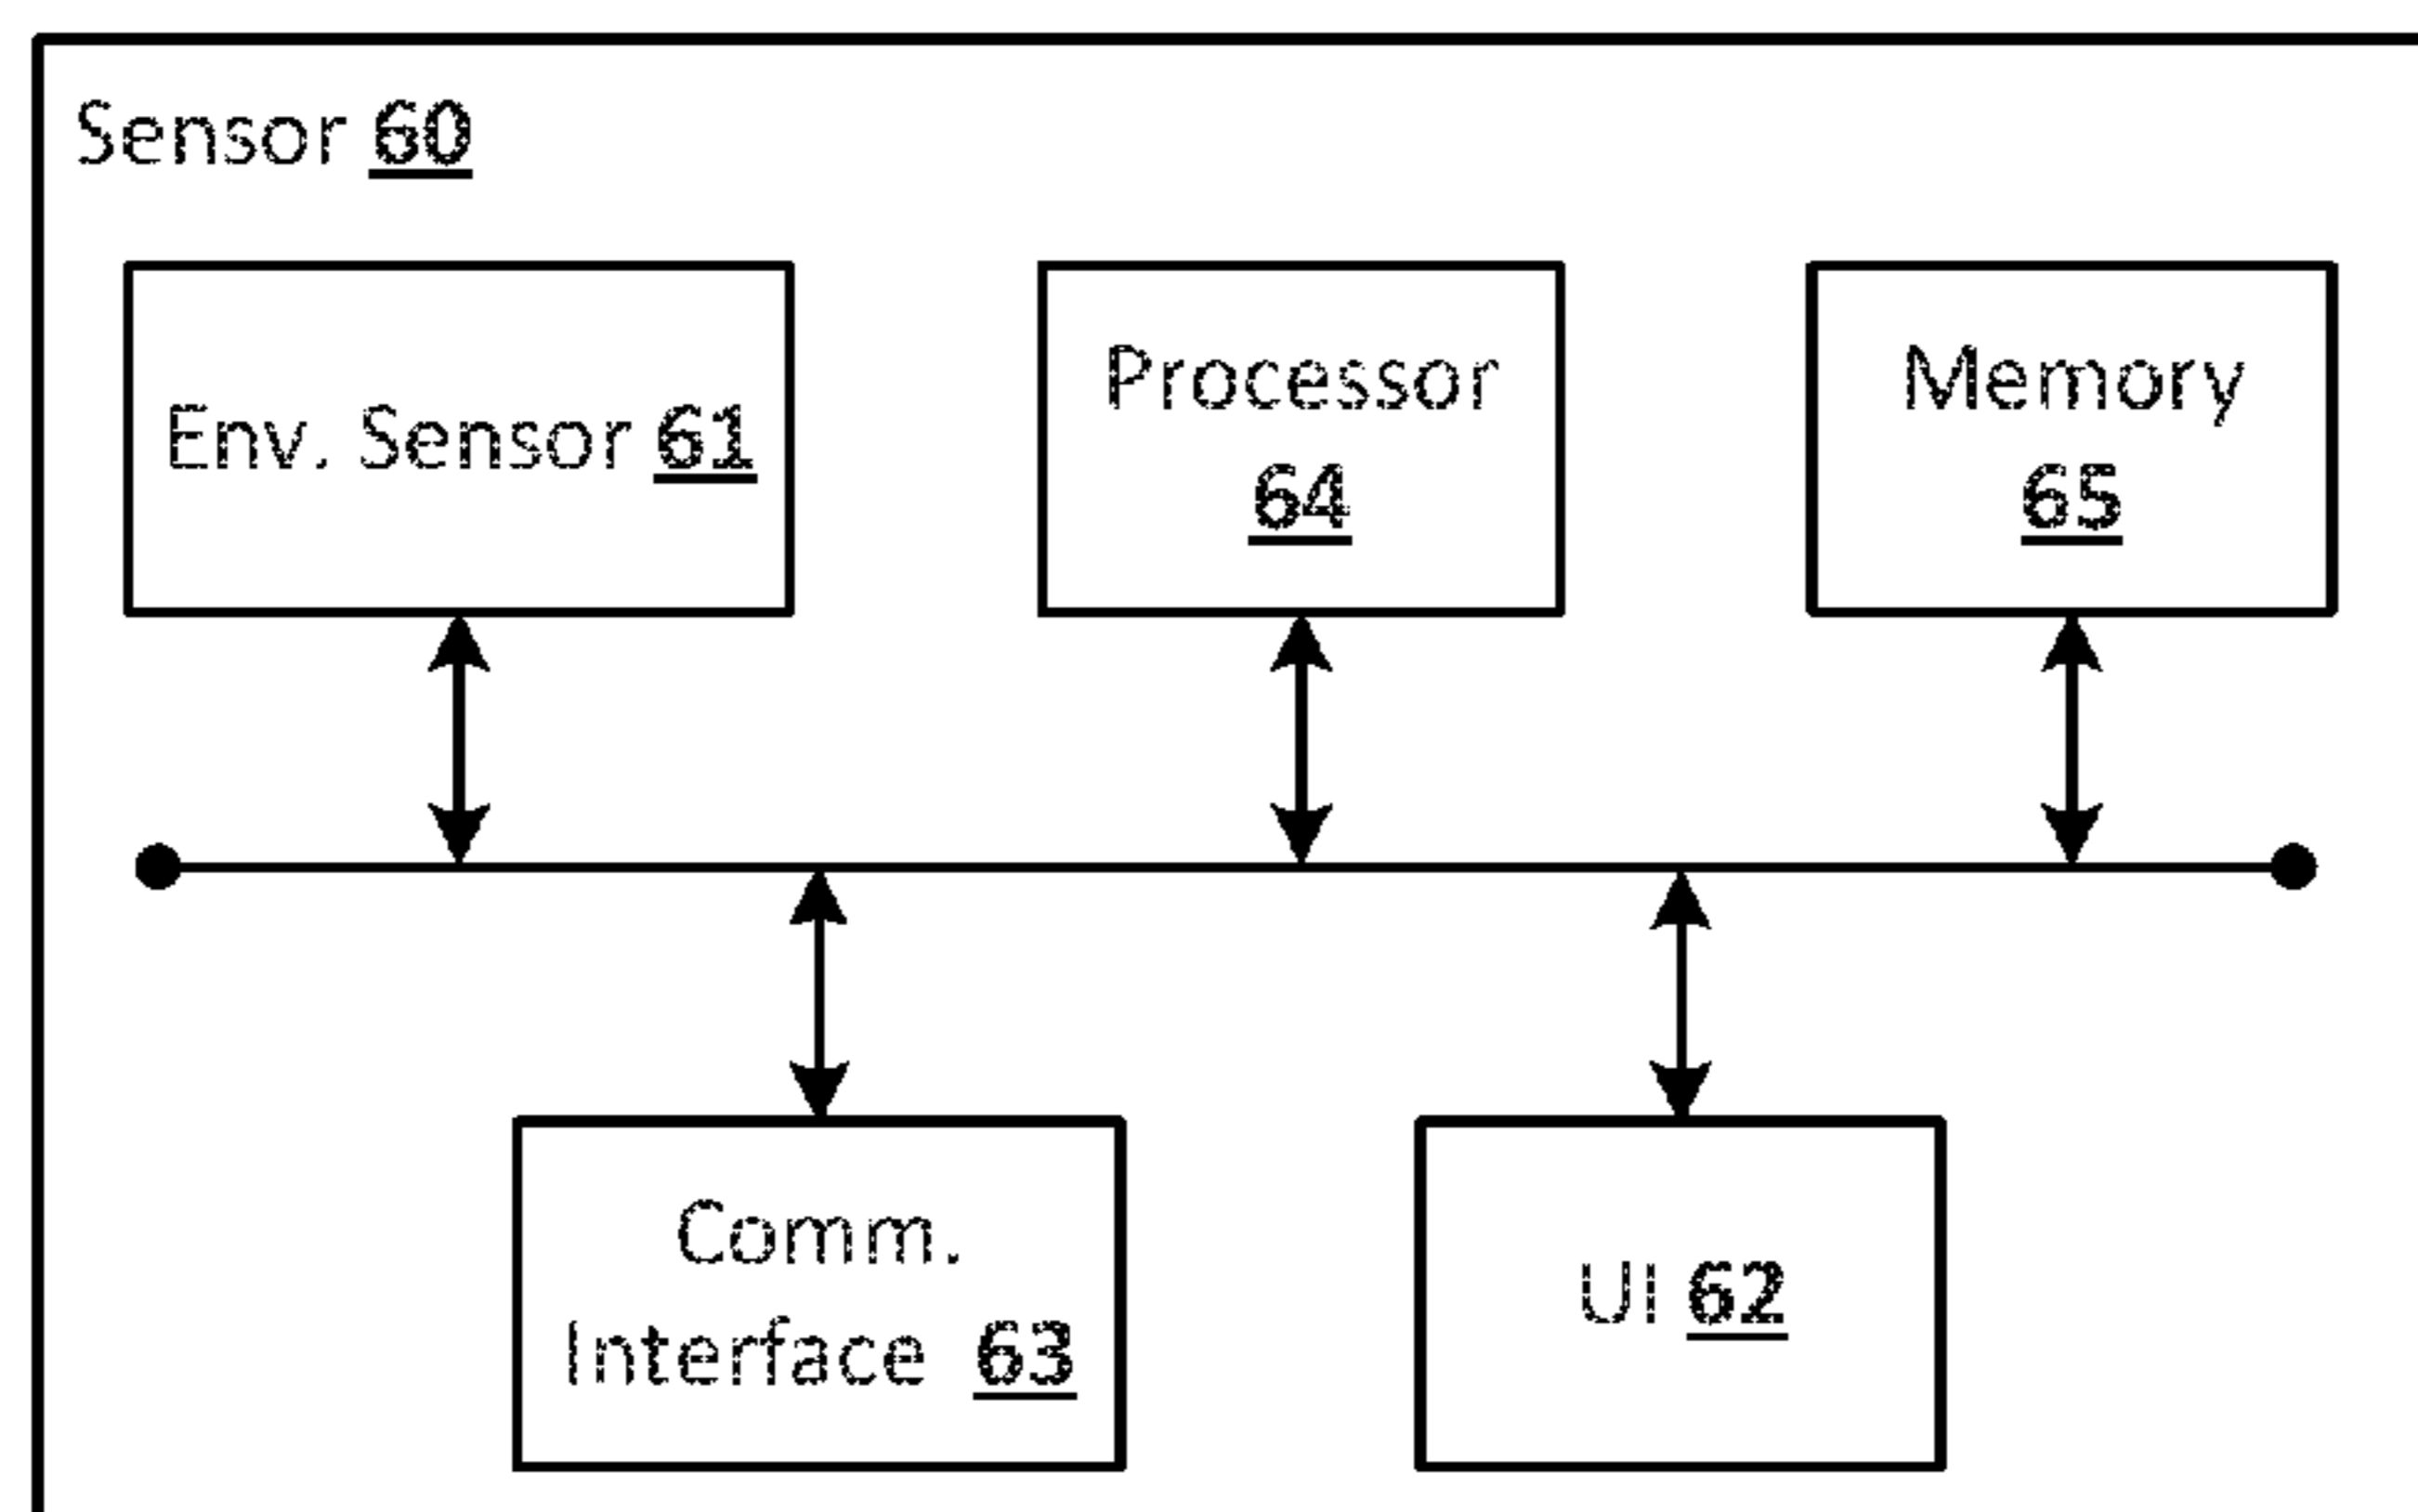 Sensor 60
Env. Sensor 61
Processor
64
Memory
65
Comm.
Interface 63
UI 62